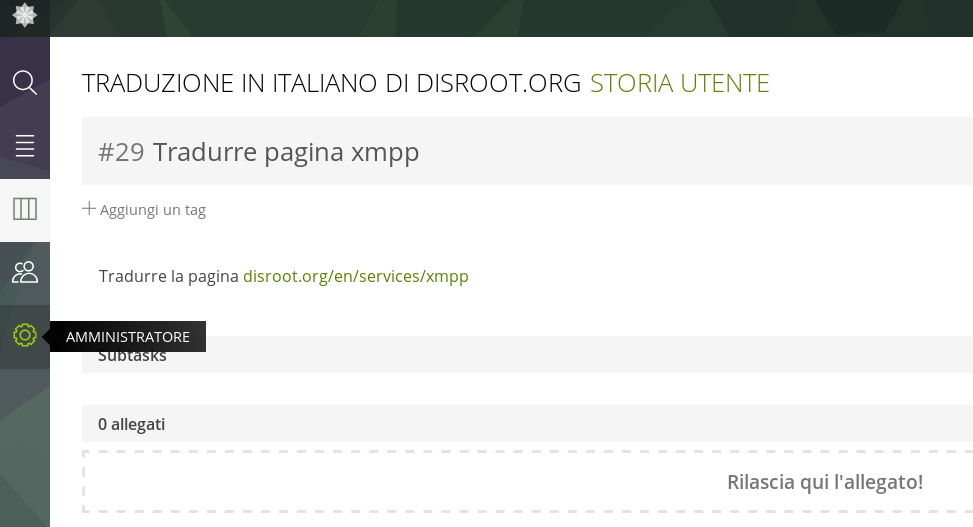 TRADUZIONE IN ITALIANO DI DISROOT.ORG STORIA UTENTE
#29 Tradurre pagina xmpp
Aggiungi un tag
Tradurre la pagina disroot.org/en/services/xmpp
AMMINISTRATORE
Subtasks
0 allegati
Rilascia qui l'allegato!